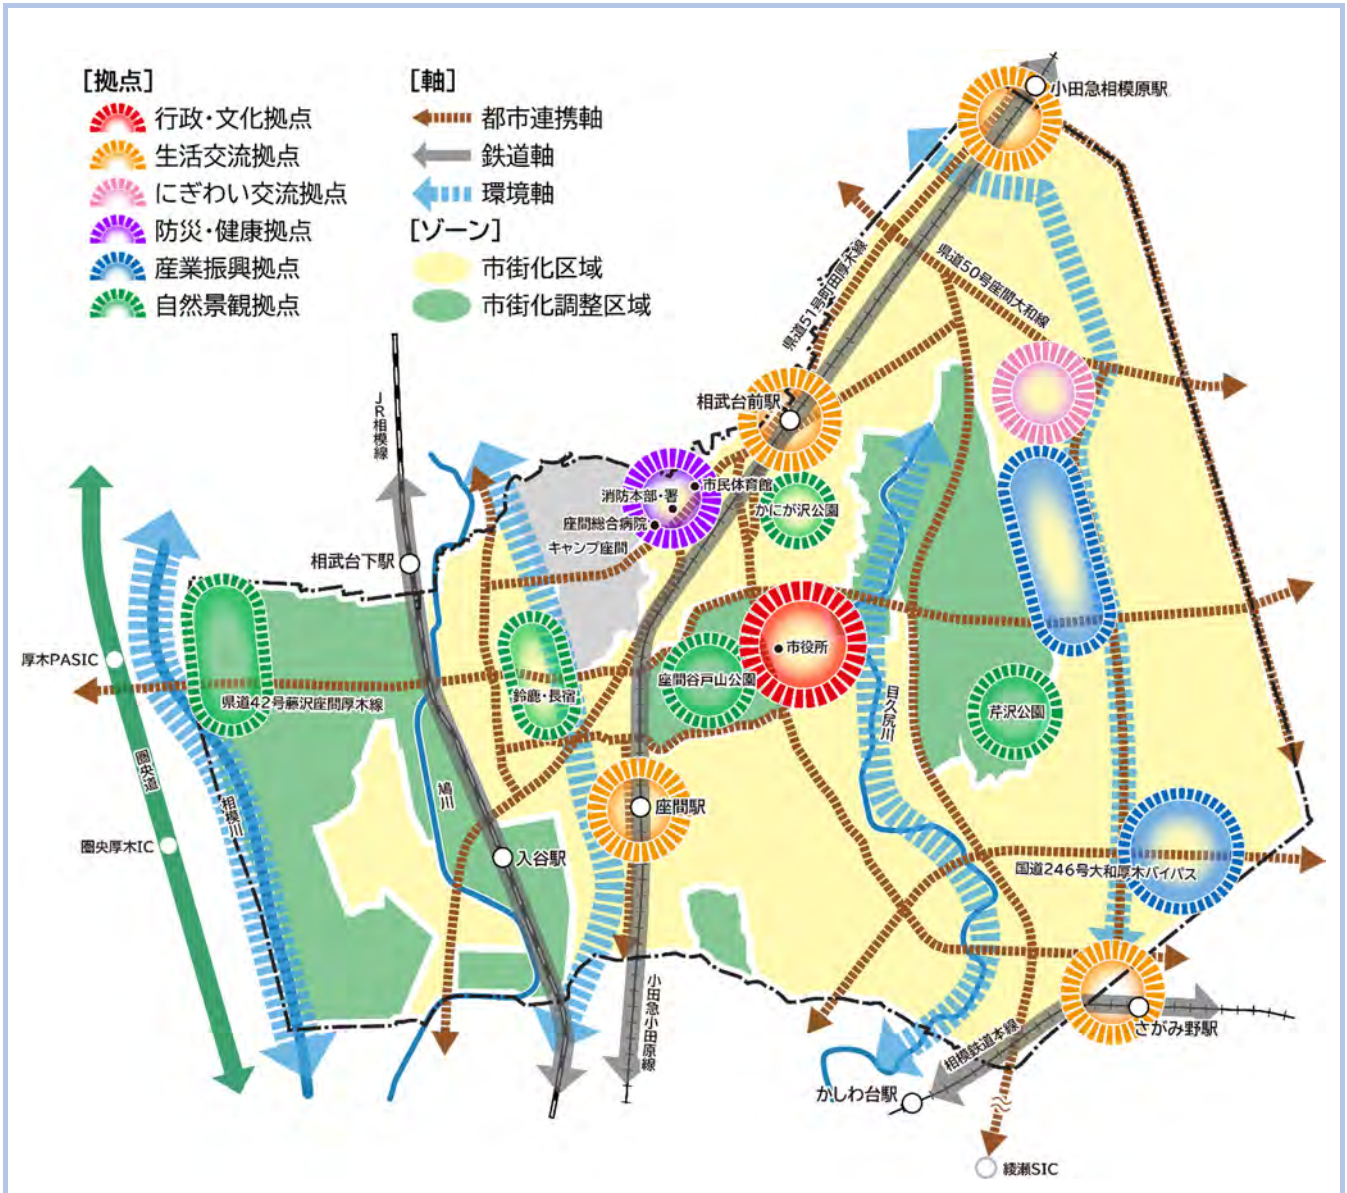 [拠点]
行政・文化拠点
生活交流拠点
にぎわい交流拠点
防災・健康拠点
産業振興拠点
自然景観拠点
[軸]
都市連携軸
鉄道軸
環境軸
[ゾーン]
市街化区域
市街化調整区域
小田急相模原駅
県道50号座間大和線
県道51号町田厚木線
JR相模線
相武台前駅
市民体育館
消防本部・署
座間総合病院
キャンプ座間
かにが沢公園
相武台下駅
市役所
厚木PASIC
県道42号藤沢座間厚木線
鈴鹿・長宿
座間谷戸山公園
目久尻川
芹沢公園
圏央道
相模川
鳩川
座間駅
圏央厚木IC
入谷駅
国道246号大和厚木バイパス
小田急小田原線
相模鉄道本線
さがみ野駅
かしわ台駅
綾瀬SIC